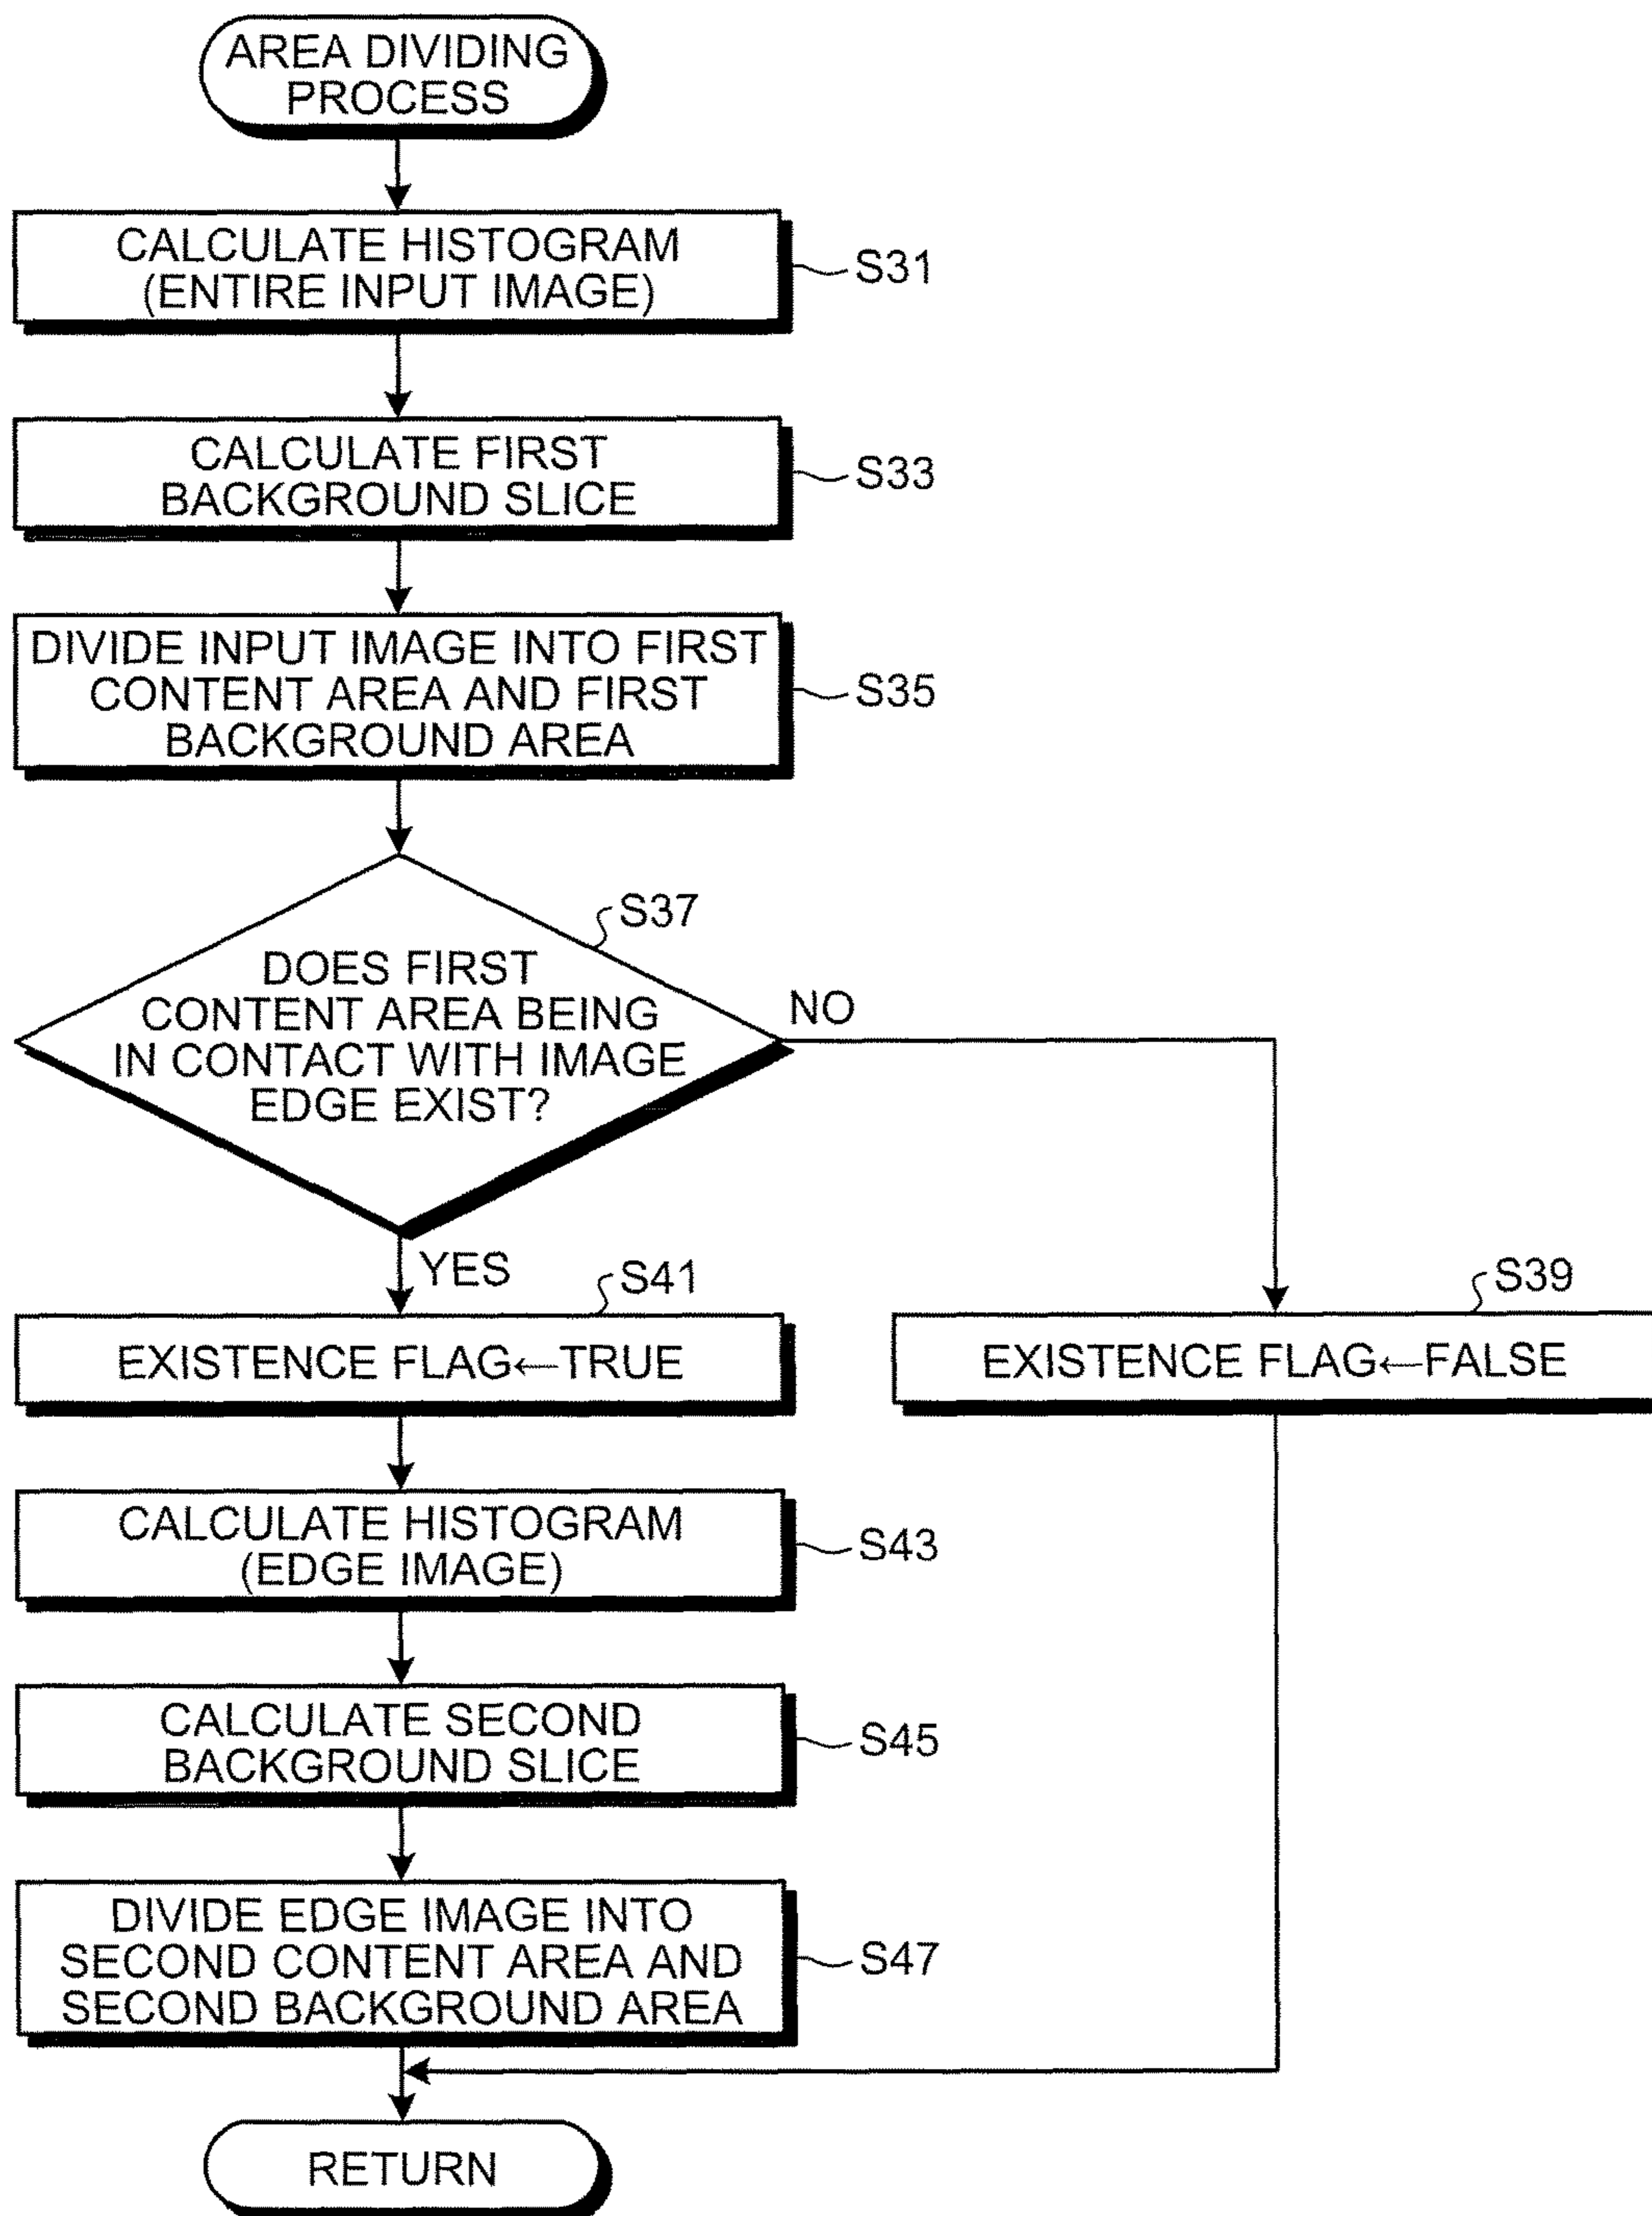 AREA DIVIDING
PROCESS
CALCULATE HISTOGRAM
(ENTIRE INPUT IMAGE)
S31
CALCULATE FIRST
BACKGROUND SLICE
S33
DIVIDE INPUT IMAGE INTO FIRST
CONTENT AREA AND FIRST
BACKGROUND AREA
S35
S37
DOES FIRST
CONTENT AREA BEING
IN CONTACT WITH IMAGE
EDGE EXIST?
NO
YES
S41
EXISTENCE FLAG←TRUE
S39
EXISTENCE FLAG←FALSE
CALCULATE HISTOGRAM
(EDGE IMAGE)
S43
CALCULATE SECOND
BACKGROUND SLICE
S45
DIVIDE EDGE IMAGE INTO
SECOND CONTENT AREA AND
SECOND BACKGROUND AREA
S47
RETURN